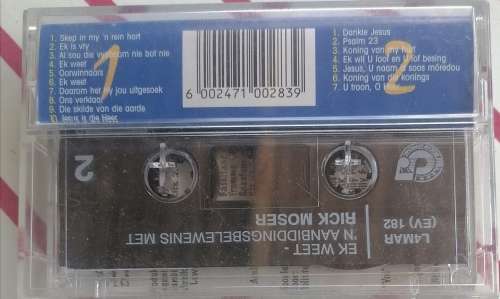 1. Skep in my 'n rein hart
2. Ek is vry
3. Al sou die vyeboom nie bot nie
4. Ek weet
5. Oorwinnaars
6. Ek weet
7. Daarom het Hy jou uitgesoek
8. Ons verklaar
9. Die skilde van die aarde
10. Jesus is die Heer
1
6 002471 002839
1. Dankie Jesus
2. Psalm 23
3. Koning van my hart
4. Ek wil U loof en U lof besing
5. Jesus, U naam is soos môredou
6. Koning van die konings
7. U troon, O
2
2
EK WEET -
'N AANBIDDINGSBELEWENIS MET
RICK MOSER
L4MAR
(EV) 182